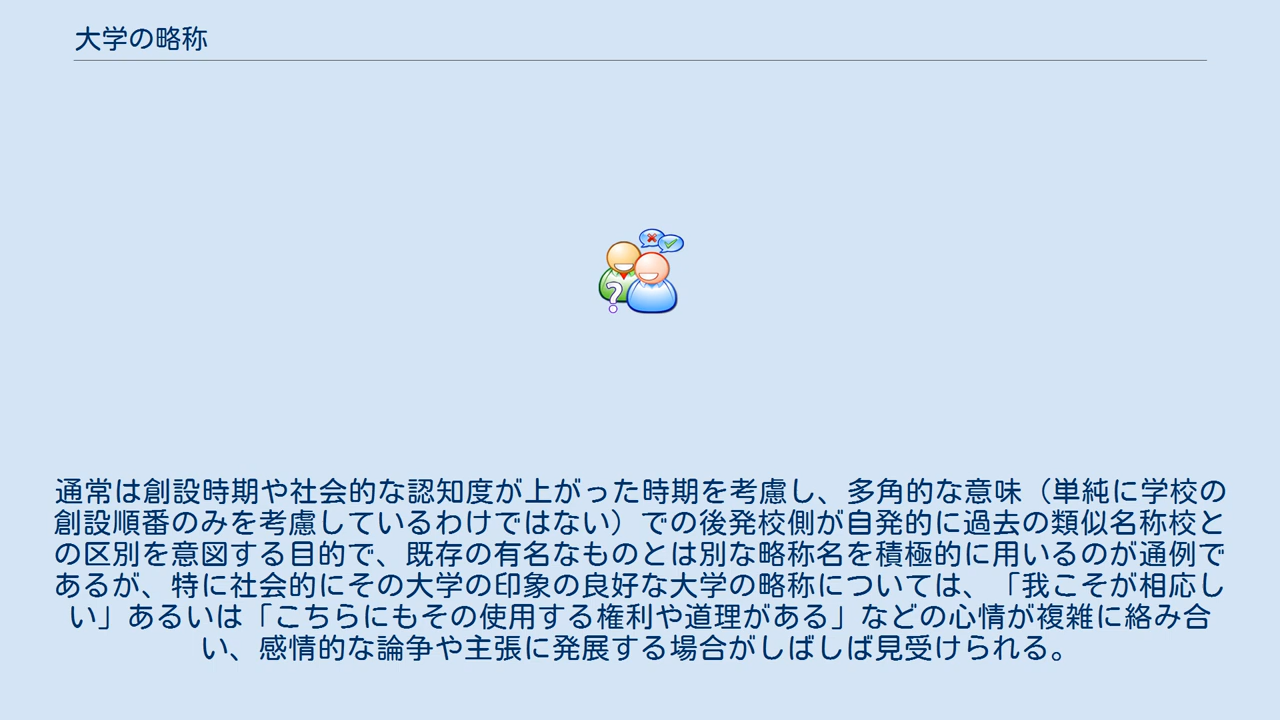 大学の略称
通常は創設時期や社会的な認知度が上がった時期を考慮し、多角的な意味（単純に学校の
創設順番のみを考慮しているわけではない）での後発校側が自発的に過去の類似名称校と
の区別を意図する目的で、既存の有名なものとは別な略称名を積極的に用いるのが通例で
あるが、特に社会的にその大学の印象の良好な大学の略称については、「我こそが相応し
い」あるいは「こちらにもその使用する権利や道理がある」などの心情が複雑に絡み合
い、感情的な論争や主張に発展する場合がしばしば見受けられる。